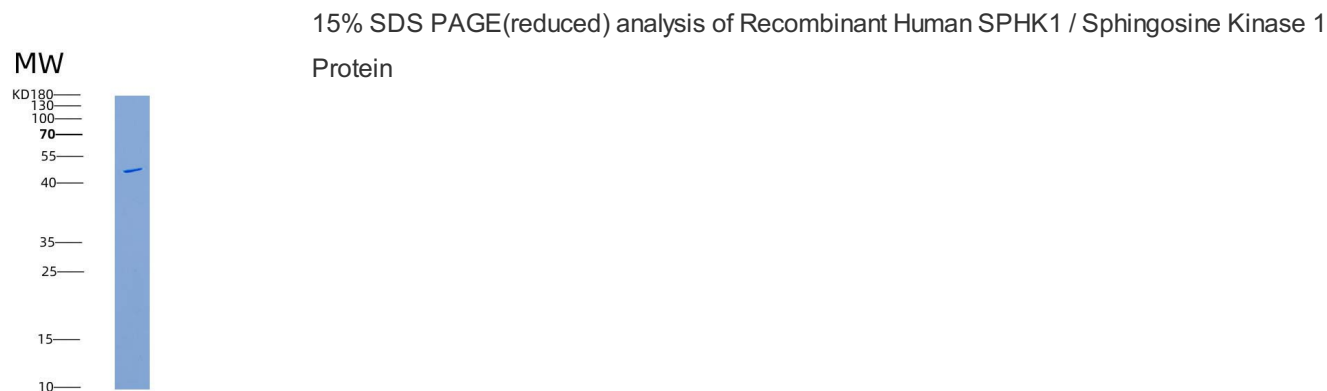 15% SDS PAGE(reduced) analysis of Recombinant Human SPHK1 / Sphingosine Kinase 1
Protein
MW
KD180
130
100
70
55
40
35
25
15
10